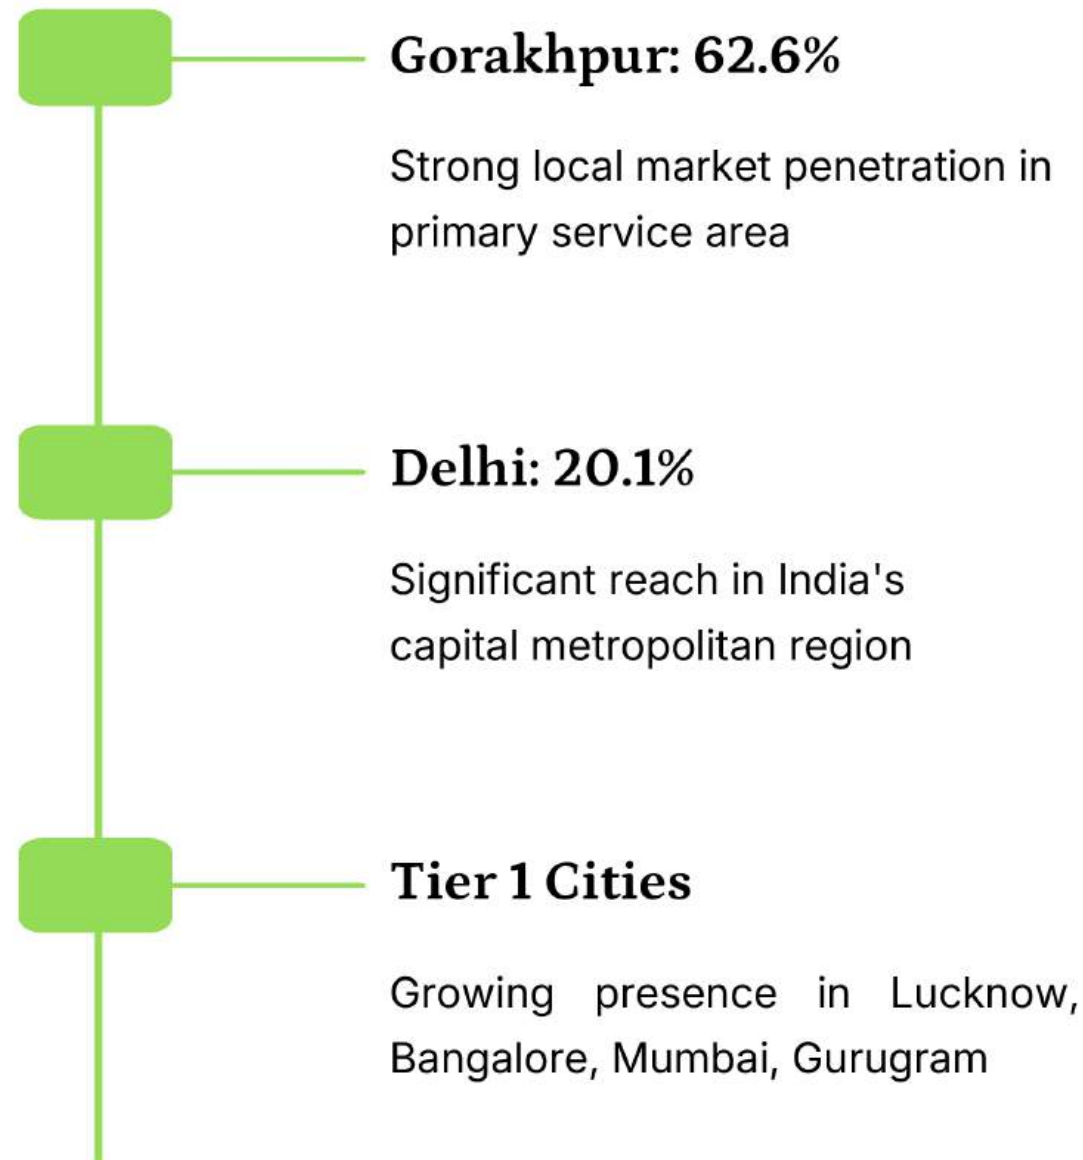 Gorakhpur: 62.6%
Strong local market penetration in
primary service area
Delhi: 20.1%
Significant reach in India's
capital metropolitan region
Tier 1 Cities
Growing presence in Lucknow,
Bangalore, Mumbai, Gurugram